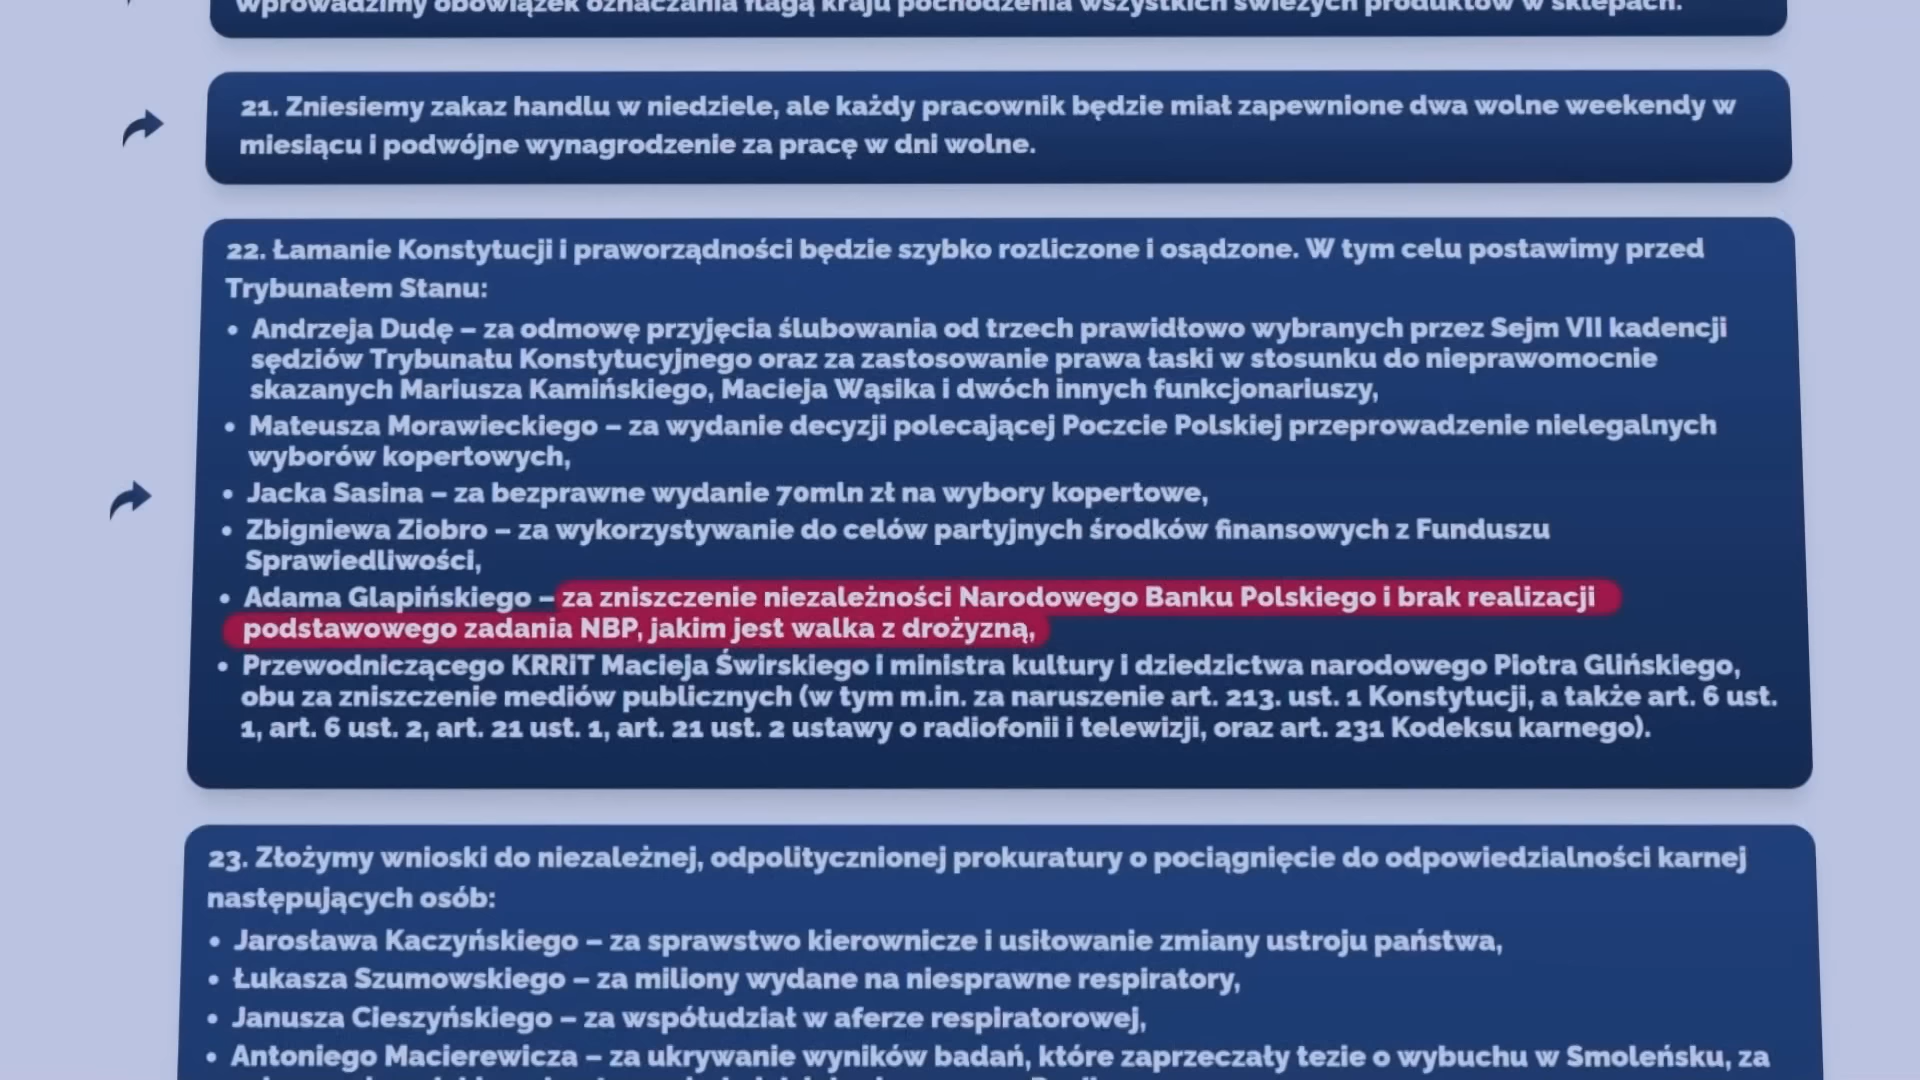 wprowadzimy obowiązek oznaczania flagą kraju pochodzenia wszystkich świeżych produktów w sklepach.
21. Zniesiemy zakaz handlu w niedziele, ale każdy pracownik będzie miał zapewnione dwa wolne weekendy w
miesiącu i podwójne wynagrodzenie za pracę w dni wolne.
22. Łamanie Konstytucji i praworządności będzie szybko rozliczone i osądzone. W tym celu postawimy przed
Trybunałem Stanu:
• Andrzeja Dudę – za odmowę przyjęcia ślubowania od trzech prawidłowo wybranych przez Sejm VII kadencji
sędziów Trybunału Konstytucyjnego oraz za zastosowanie prawa łaski w stosunku do nieprawomocnie
skazanych Mariusza Kamińskiego, Macieja Wąsika i dwóch innych funkcjonariuszy,
• Mateusza Morawieckiego – za wydanie decyzji polecającej Poczcie Polskiej przeprowadzenie nielegalnych
wyborów kopertowych,
• Jacka Sasina – za bezprawne wydanie 70mln zł na wybory kopertowe,
• Zbigniewa Ziobro – za wykorzystywanie do celów partyjnych środków finansowych z Funduszu
Sprawiedliwości,
• Adama Glapińskiego – za zniszczenie niezależności Narodowego Banku Polskiego i brak realizacji
podstawowego zadania NBP, jakim jest walka z drożyzną,
• Przewodniczącego KRRiT Macieja Świrskiego i ministra kultury i dziedzictwa narodowego Piotra Glińskiego,
obu za zniszczenie mediów publicznych (w tym m.in. za naruszenie art. 213. ust. 1 Konstytucji, a także art. 6 ust.
1, art. 6 ust. 2, art. 21 ust. 1, art. 21 ust. 2 ustawy o radiofonii i telewizji, oraz art. 231 Kodeksu karnego).
23. Złożymy wnioski do niezależnej, odpolitycznionej prokuratury o pociągnięcie do odpowiedzialności karnej
następujących osób:
• Jarosława Kaczyńskiego – za sprawstwo kierownicze i usiłowanie zmiany ustroju państwa,
• Łukasza Szumowskiego – za miliony wydane na niesprawne respiratory,
• Janusza Cieszyńskiego – za współudział w aferze respiratorowej,
• Antoniego Macierewicza – za ukrywanie wyników badań, które zaprzeczały tezie o wybuchu w Smoleńsku, za